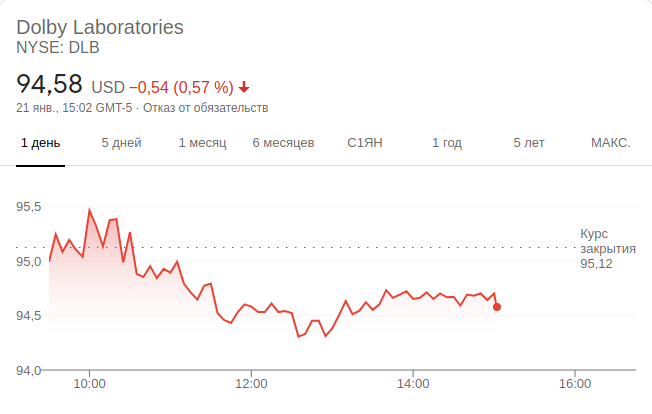 Dolby Laboratories
NYSE: DLB
94,58 USD −0,54 (0,57 %)
21 янв., 15:02 GMT-5 · Отказ от обязательств
1 день 5 дней 1 месяц 6 месяцев С1ЯН 1 год 5 лет МАКС.
95,5
Курс
закрытия
95,12
95,0
94,5
94,0
10:00 12:00 14:00 16:00